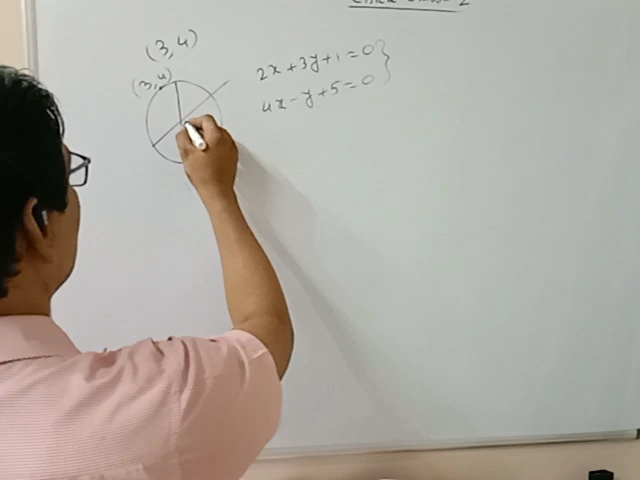 (3,4)
2x+3y+1=0
(3,4)
4x-y+5=0